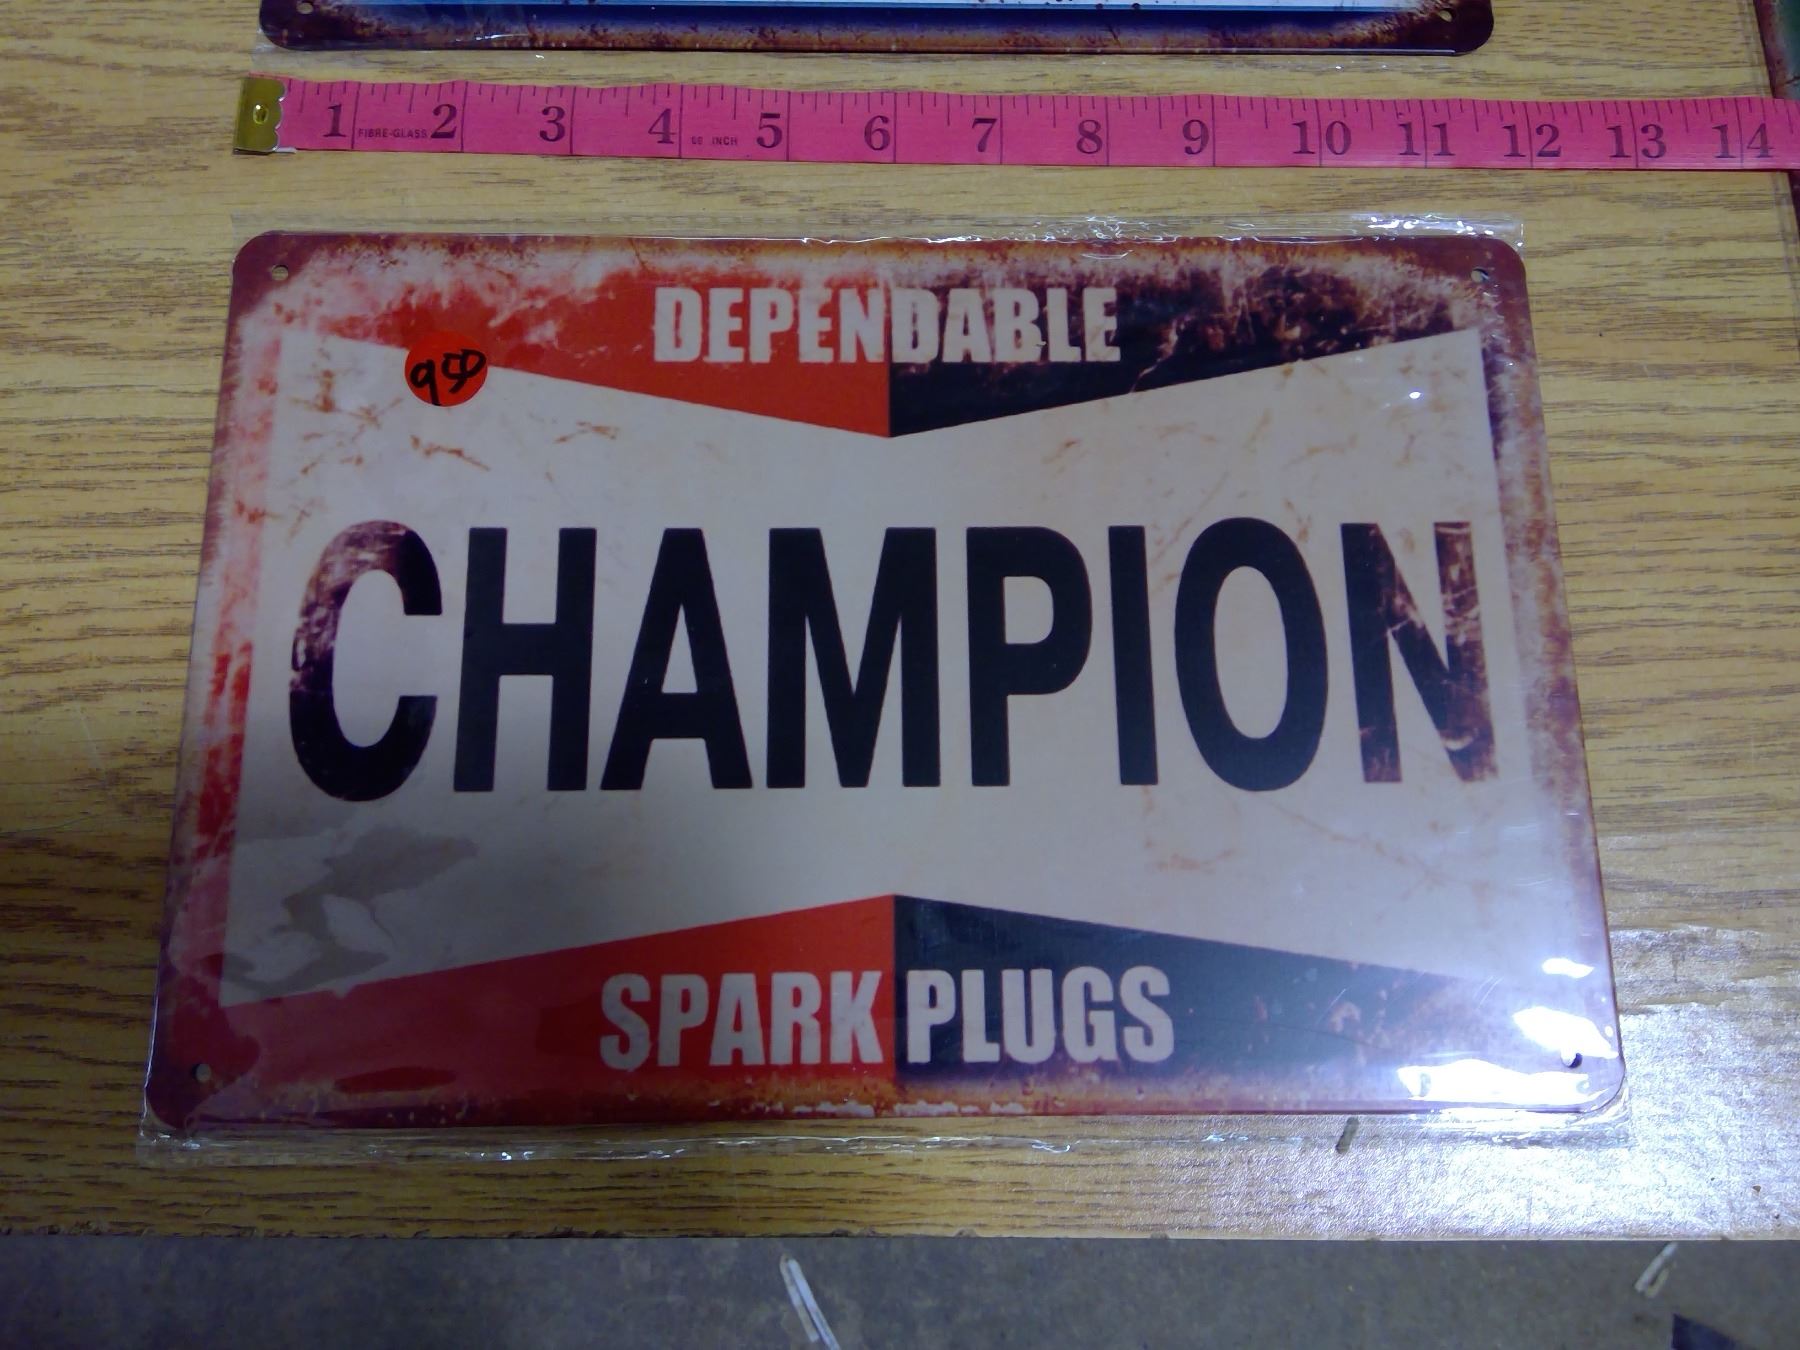 1 2 3 4 5 6 7 8 9 10 11 12 13 14
FIBRE-GLASS 60 INCH
DEPENDABLE
950
CHAMPION
SPARK PLUGS